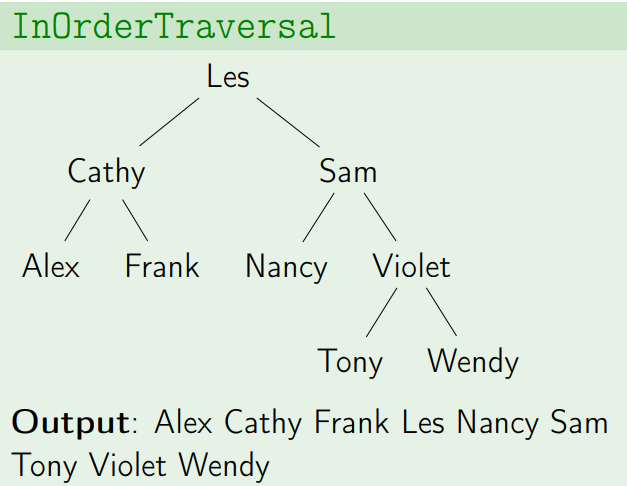 InOrderTraversal
Les
Cathy Sam
Alex Frank Nancy Violet
Tony Wendy
Output: Alex Cathy Frank Les Nancy Sam
Tony Violet Wendy